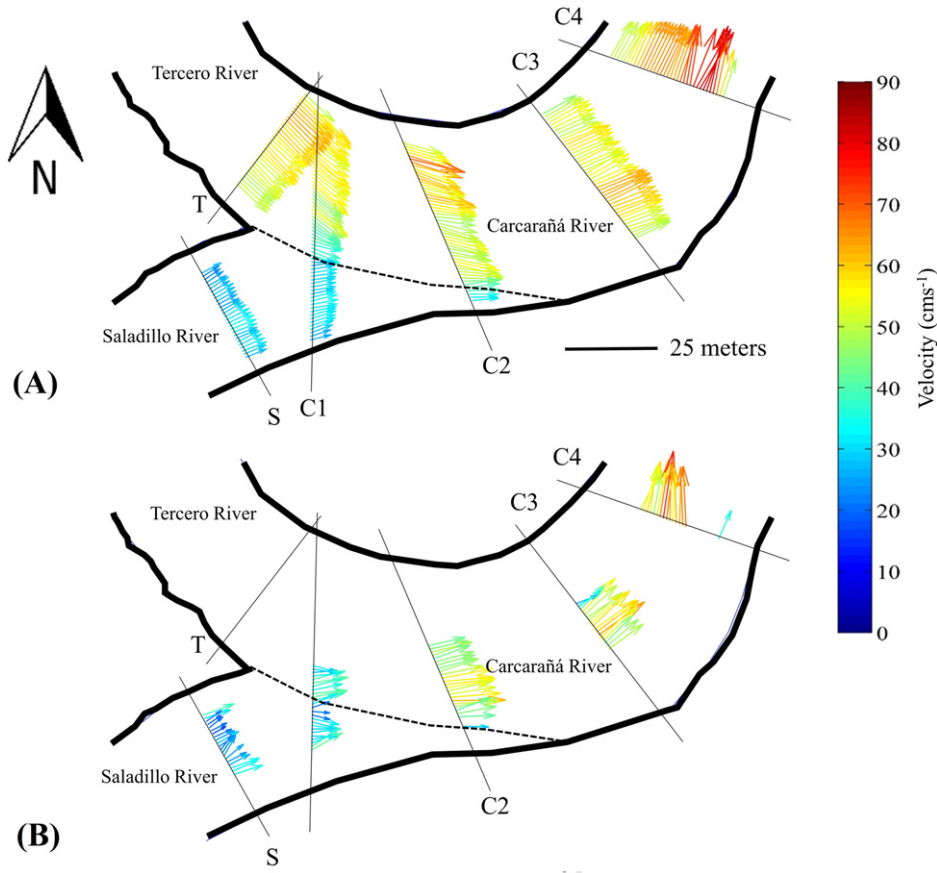 C4
Tercero River
C3
90
80
N
T
70
Carcarañá River
60
Saladillo River
25 meters
(A)
C2
S
C1
50
Velocity (cms⁻¹)
40
C4
30
C3
Tercero River
20
10
T
Carcarañá River
0
Saladillo River
C2
(B)
S